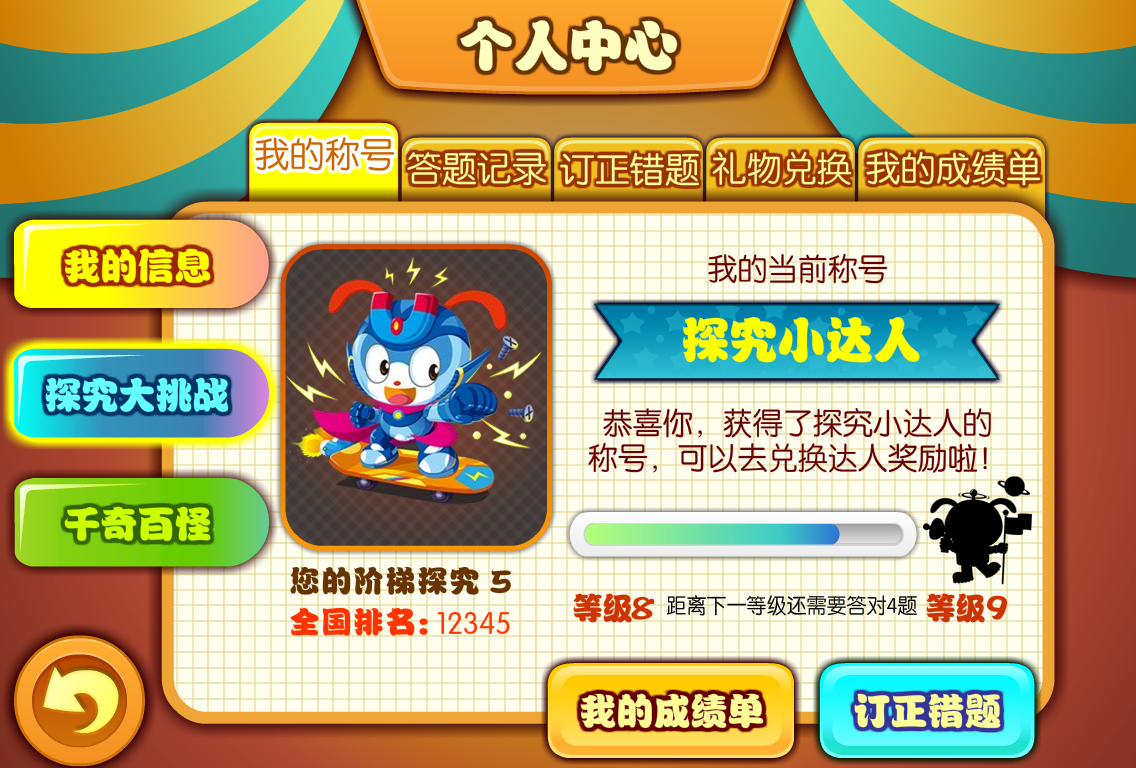 个人中心
我的称号
答题记录
订正错题
礼物兑换
我的成绩单
我的信息
探究大挑战
千奇百怪
我的当前称号
探究小达人
恭喜你，获得了探究小达人的
称号，可以去兑换达人奖励啦！
您的阶梯探究 5
全国排名：12345
等级8
距离下一等级还需要答对4题
等级9
我的成绩单
订正错题